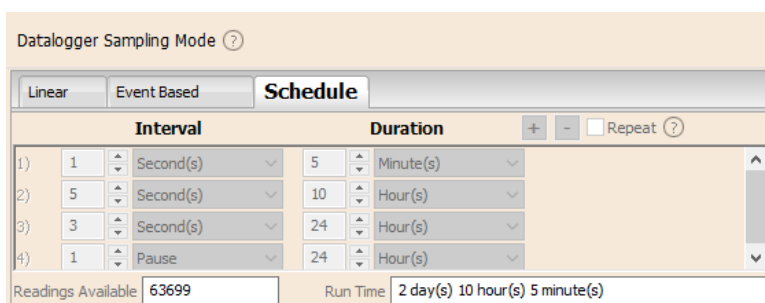 Datalogger Sampling Mode ?
Linear Event Based Schedule
Interval Duration + - Repeat ?
1) 1 Second(s) 5 Minute(s)
2) 5 Second(s) 10 Hour(s)
3) 3 Second(s) 24 Hour(s)
4) 1 Pause 24 Hour(s)
Readings Available 63699 Run Time 2 day(s) 10 hour(s) 5 minute(s)